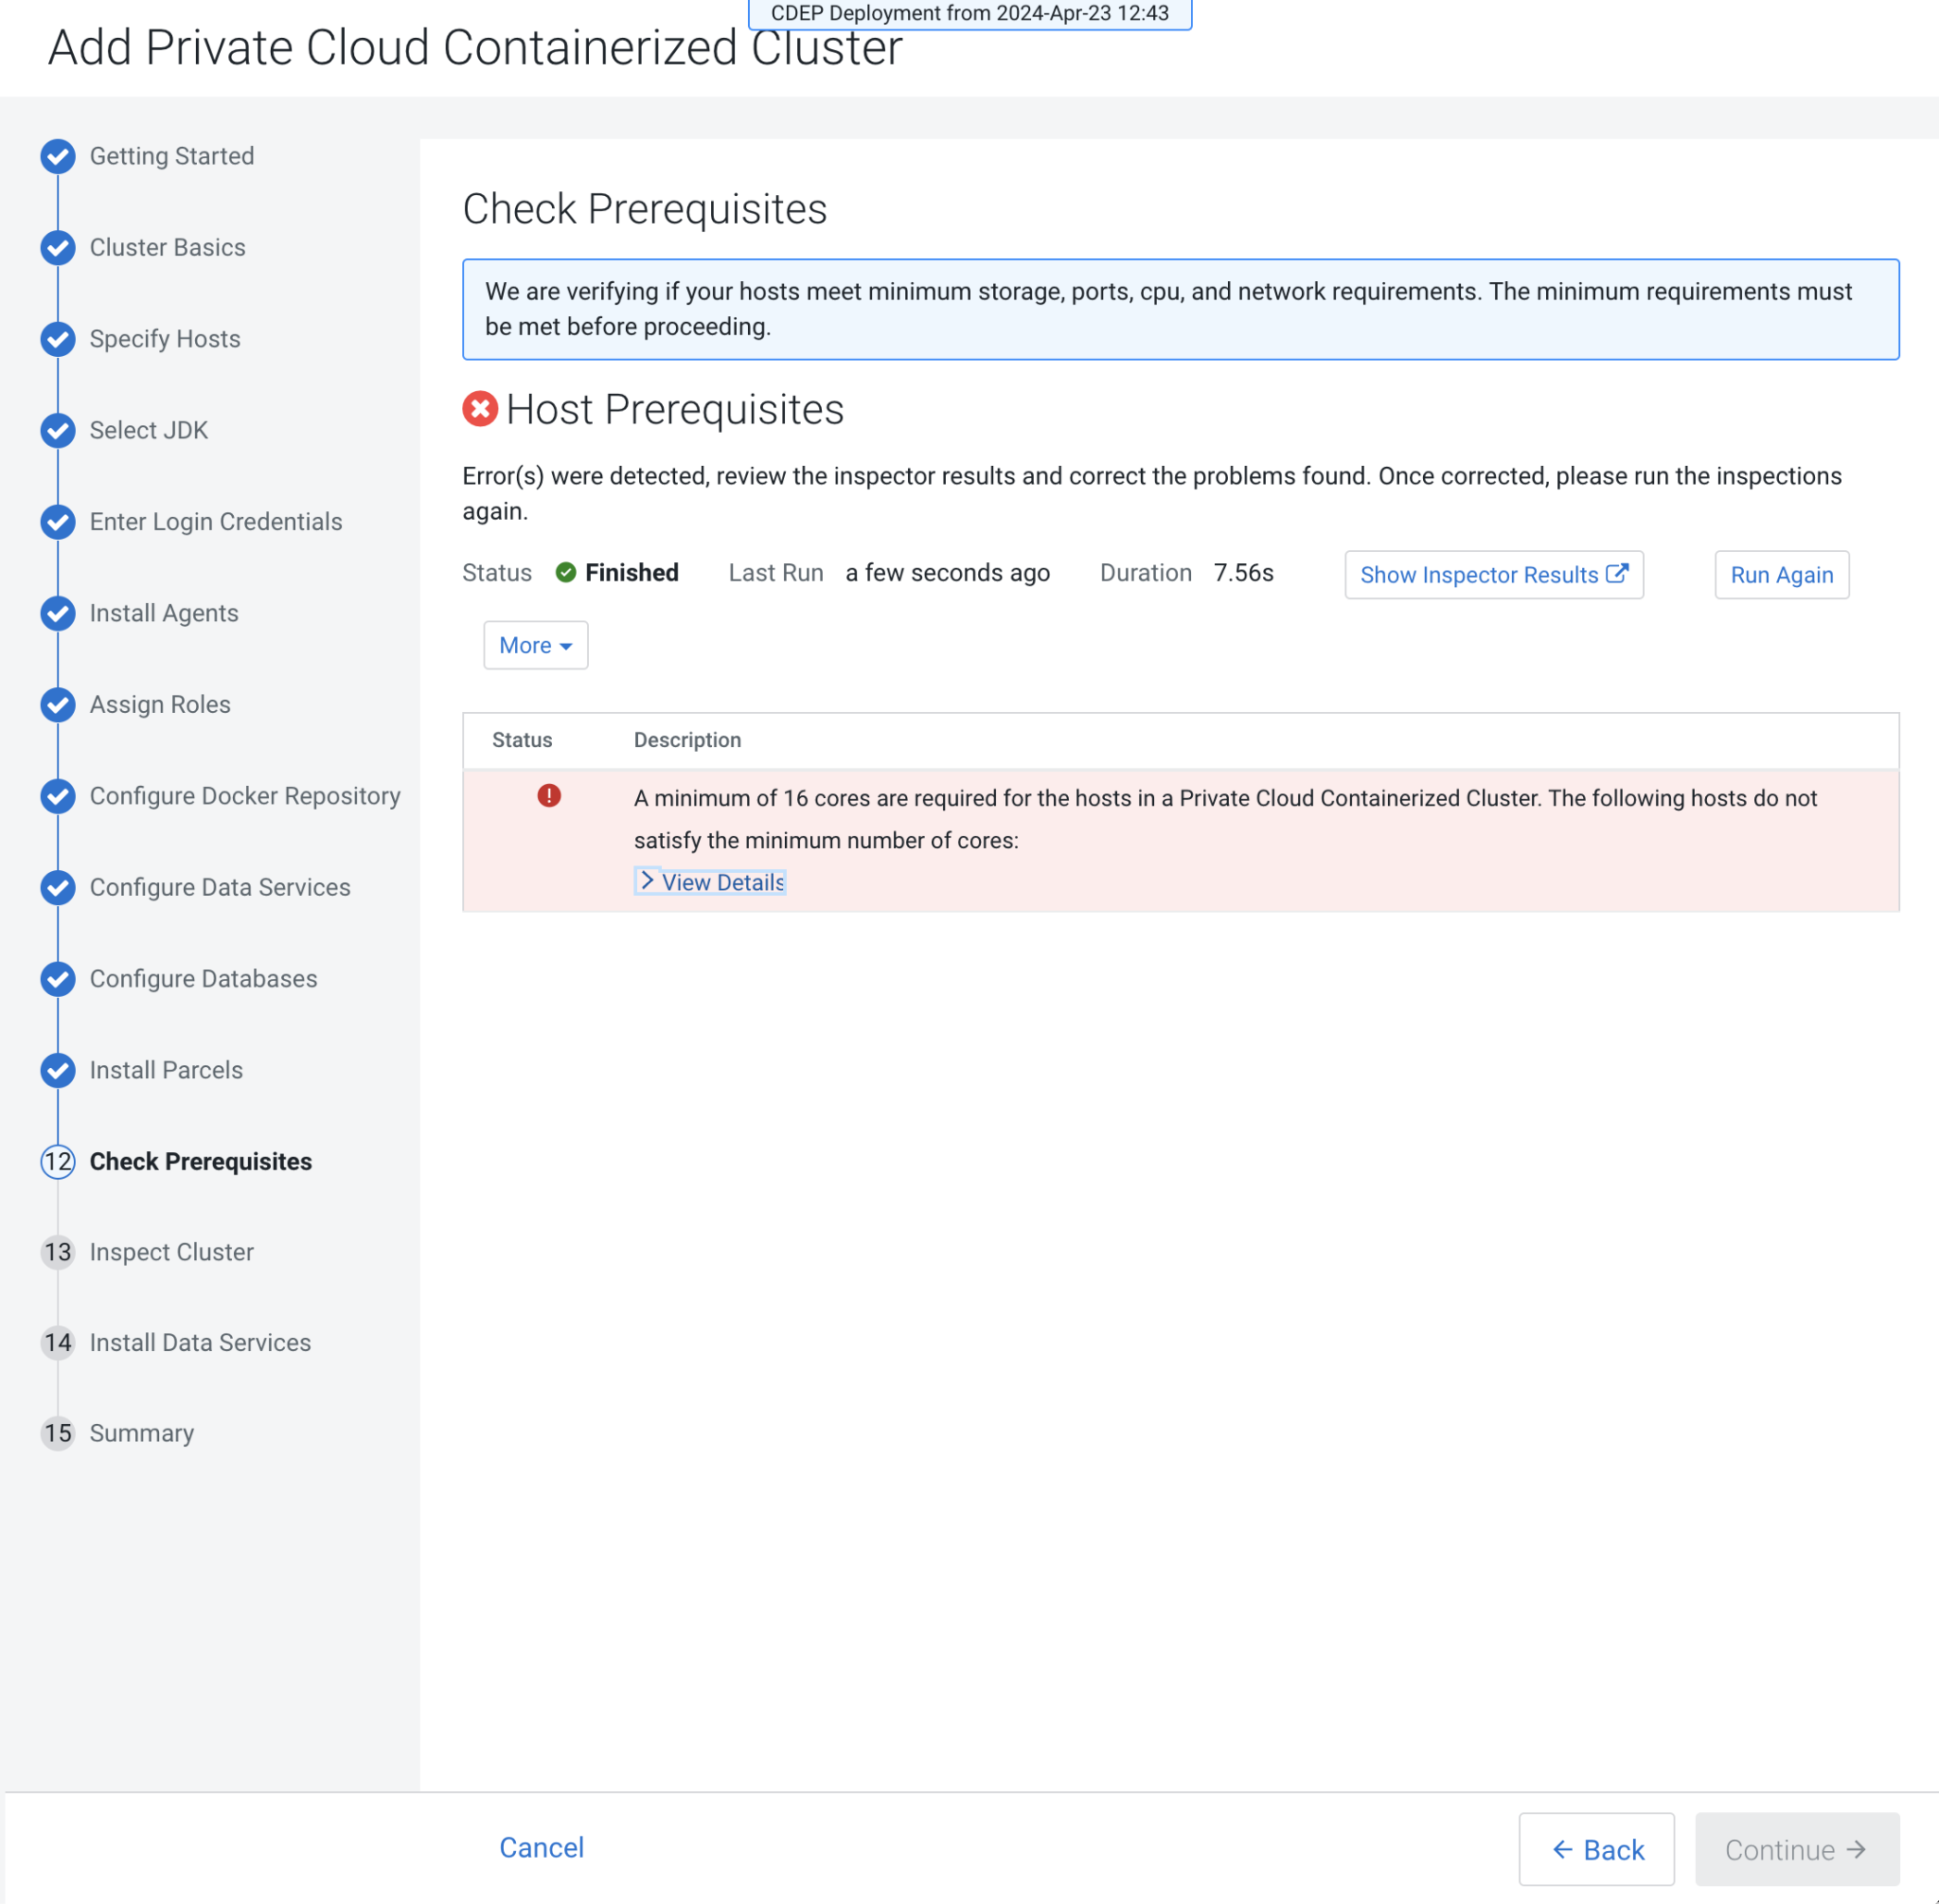 CDEP Deployment from 2024-Apr-23 12:43
Add Private Cloud Containerized Cluster
Getting Started
Cluster Basics
Specify Hosts
Select JDK
Enter Login Credentials
Install Agents
Assign Roles
Configure Docker Repository
Configure Data Services
Configure Databases
Install Parcels
12 Check Prerequisites
13 Inspect Cluster
14 Install Data Services
15 Summary
Check Prerequisites
We are verifying if your hosts meet minimum storage, ports, cpu, and network requirements. The minimum requirements must
be met before proceeding.
Host Prerequisites
Error(s) were detected, review the inspector results and correct the problems found. Once corrected, please run the inspections
again.
Status Finished Last Run a few seconds ago Duration 7.56s Show Inspector Results Run Again
More
Status Description
A minimum of 16 cores are required for the hosts in a Private Cloud Containerized Cluster. The following hosts do not
satisfy the minimum number of cores:
View Details
Cancel
Back Continue